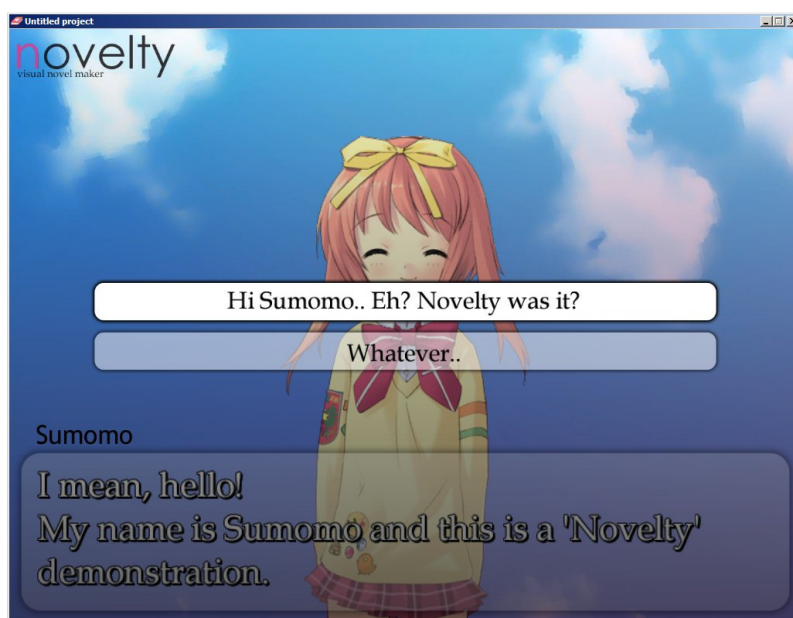 Untitled project
novelty
visual novel maker
Hi Sumomo.. Eh? Novelty was it?
Whatever..
Sumomo
I mean, hello!
My name is Sumomo and this is a 'Novelty'
demonstration.